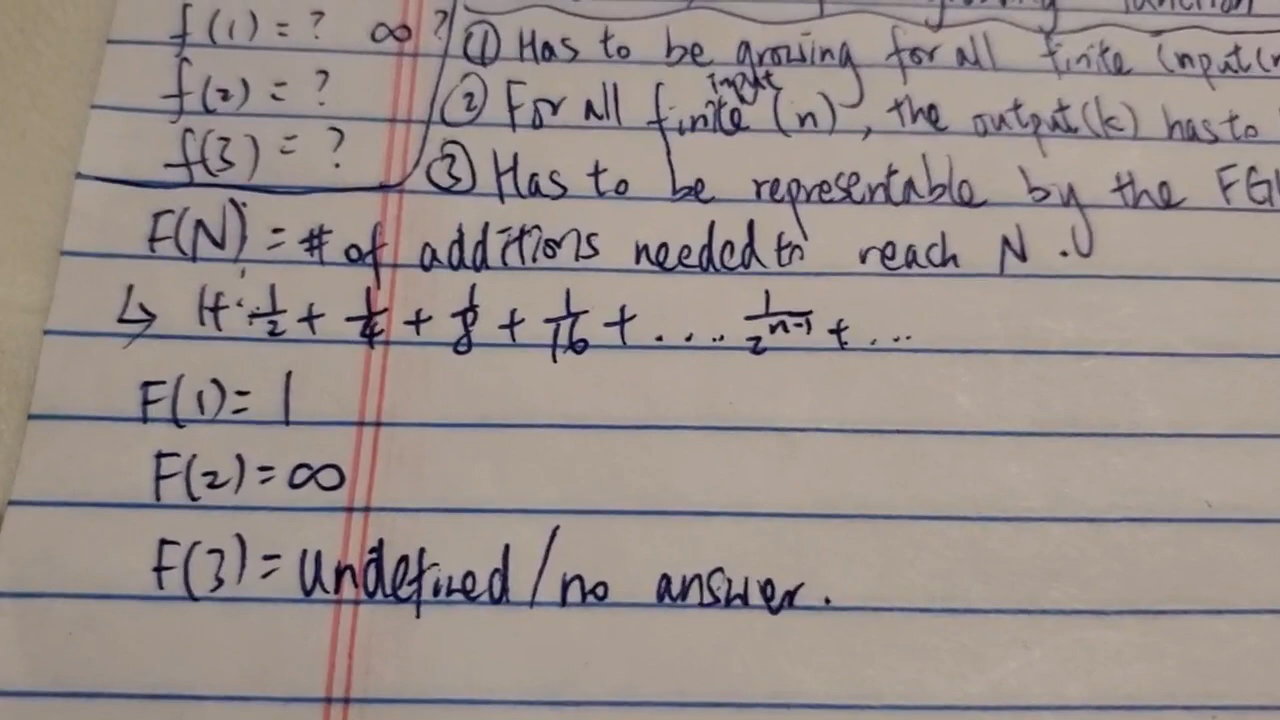 function
f(1) = ? ∞ ?
① Has to be growing for all finite input(n
f(2) = ?
② For all finite input (n), the output(k) has to
f(3) = ?
③ Has to be representable by the FG
F(N) = # of additions needed to reach N.
↳ 1+ 1/2 + 1/4 + 1/8 + 1/16 + .... 1/2^(n-1) + ...
F(1) = 1
F(2) = ∞
F(3) = undefined / no answer.